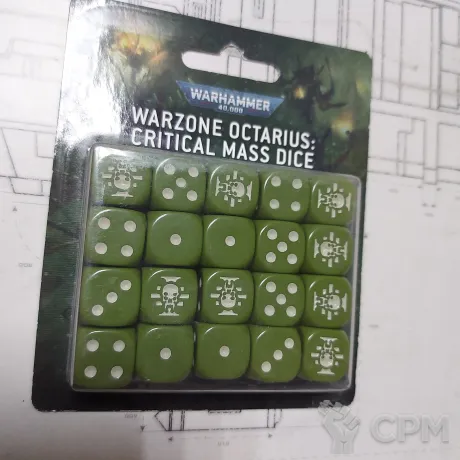 WARHAMMER
40,000
WARZONE OCTARIUS:
CRITICAL MASS DICE
CPM